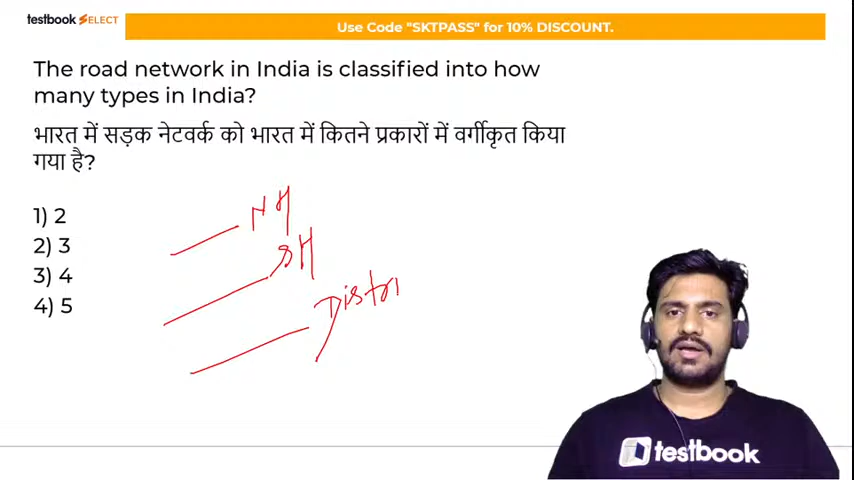 testbook SELECT
Use Code "SKTPASS" for 10% DISCOUNT.
The road network in India is classified into how
many types in India?
भारत में सड़क नेटवर्क को भारत में कितने प्रकारों में वर्गीकृत किया
गया है?
1) 2
2) 3
3) 4
4) 5
NH
SH
Distri
testbook